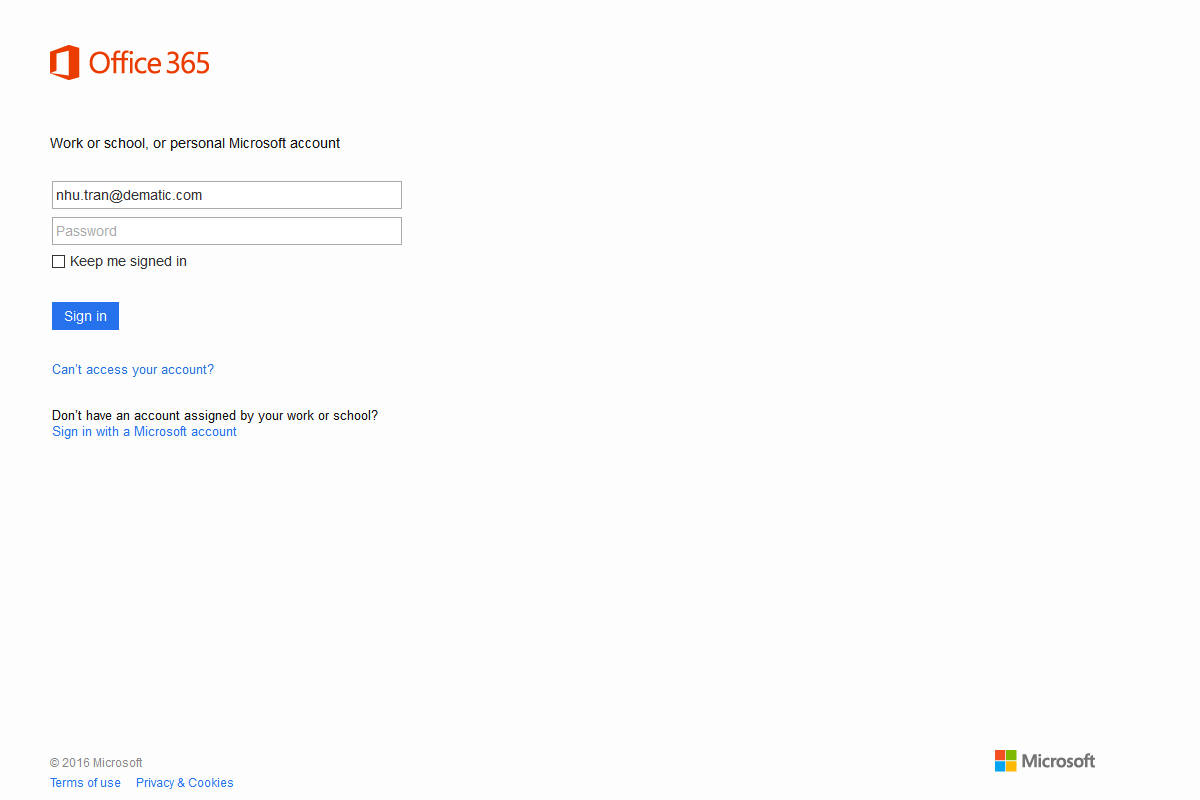 Office 365
Work or school, or personal Microsoft account
nhu.tran@dematic.com
Password
Keep me signed in
Sign in
Can't access your account?
Don't have an account assigned by your work or school?
Sign in with a Microsoft account
© 2016 Microsoft
Terms of use Privacy & Cookies
Microsoft